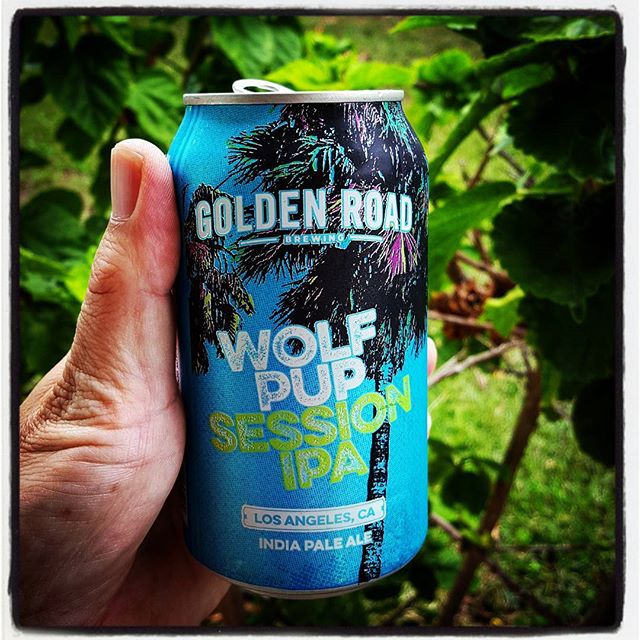 GOLDEN ROAD
BREWING
WOLF
PUP
SESSION
IPA
LOS ANGELES, CA
INDIA PALE ALE